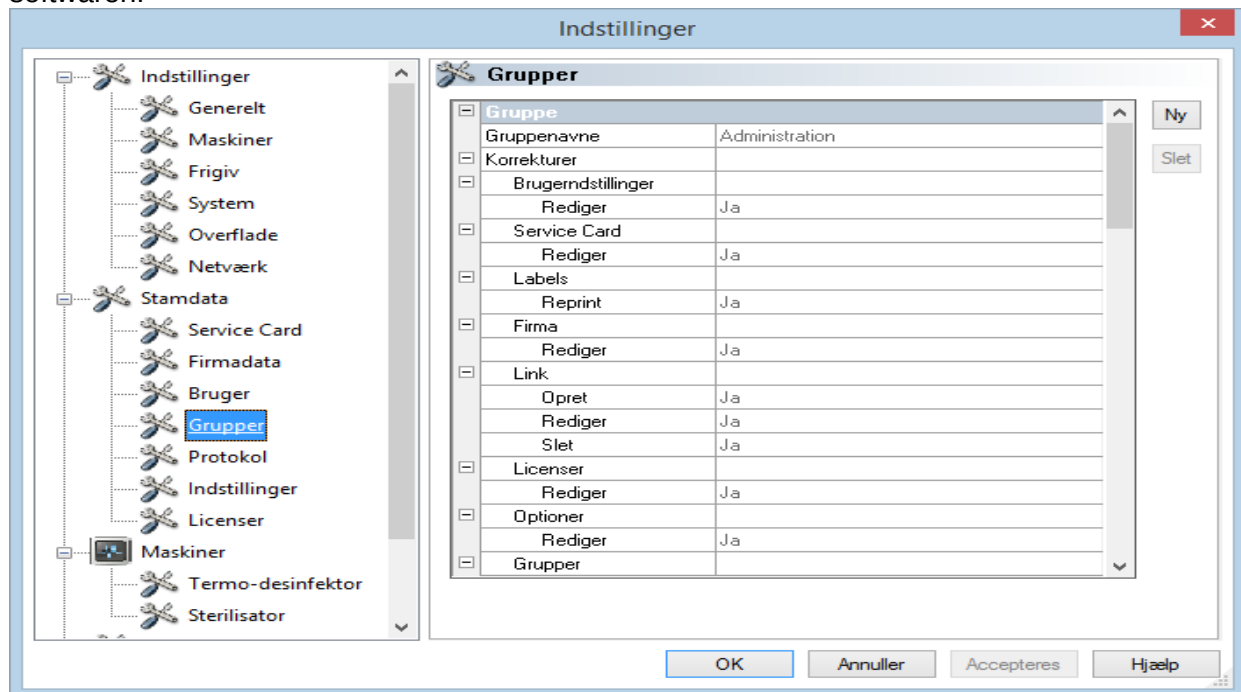 softwaren.
Indstillinger
Indstillinger
Generelt
Maskiner
Frigiv
System
Overflade
Netværk
Stamdata
Service Card
Firmadata
Bruger
Grupper
Protokol
Indstillinger
Licenser
Maskiner
Termo-desinfektor
Sterilisator
Grupper
Gruppe
Gruppenavne Administration
Korrekturer
Brugerndstillinger
Rediger Ja
Service Card
Rediger Ja
Labels
Reprint Ja
Firma
Rediger Ja
Link
Opret Ja
Rediger Ja
Slet Ja
Licenser
Rediger Ja
Optioner
Rediger Ja
Grupper
Ny
Slet
OK Annuller Accepteres Hjælp